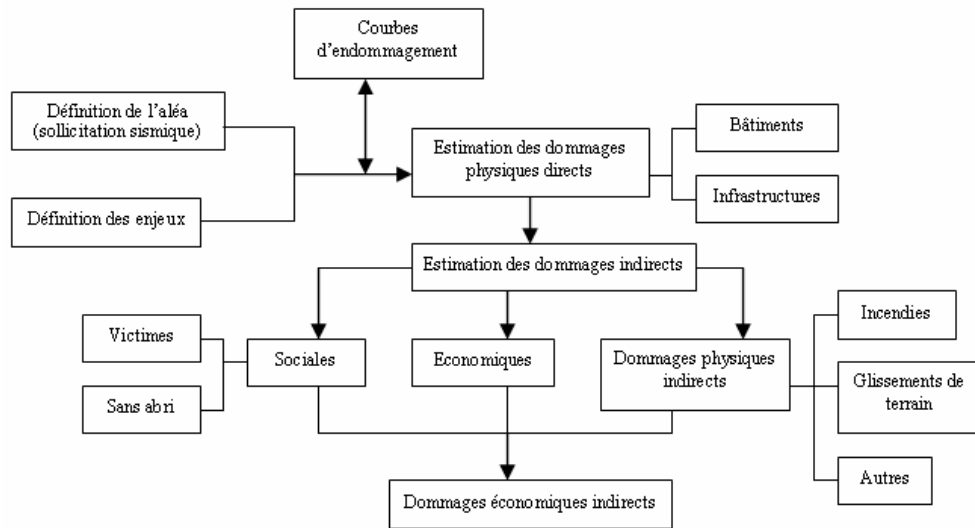 Courbes
d'endommagement
Définition de l'aléa
(sollicitation sismique)
Estimation des dommages
physiques directs
Bâtiments
Infrastructures
Définition des enjeux
Estimation des dommages indirects
Victimes
Sans abri
Sociales
Economiques
Dommages physiques
indirects
Incendies
Glissements de
terrain
Autres
Dommages économiques indirects